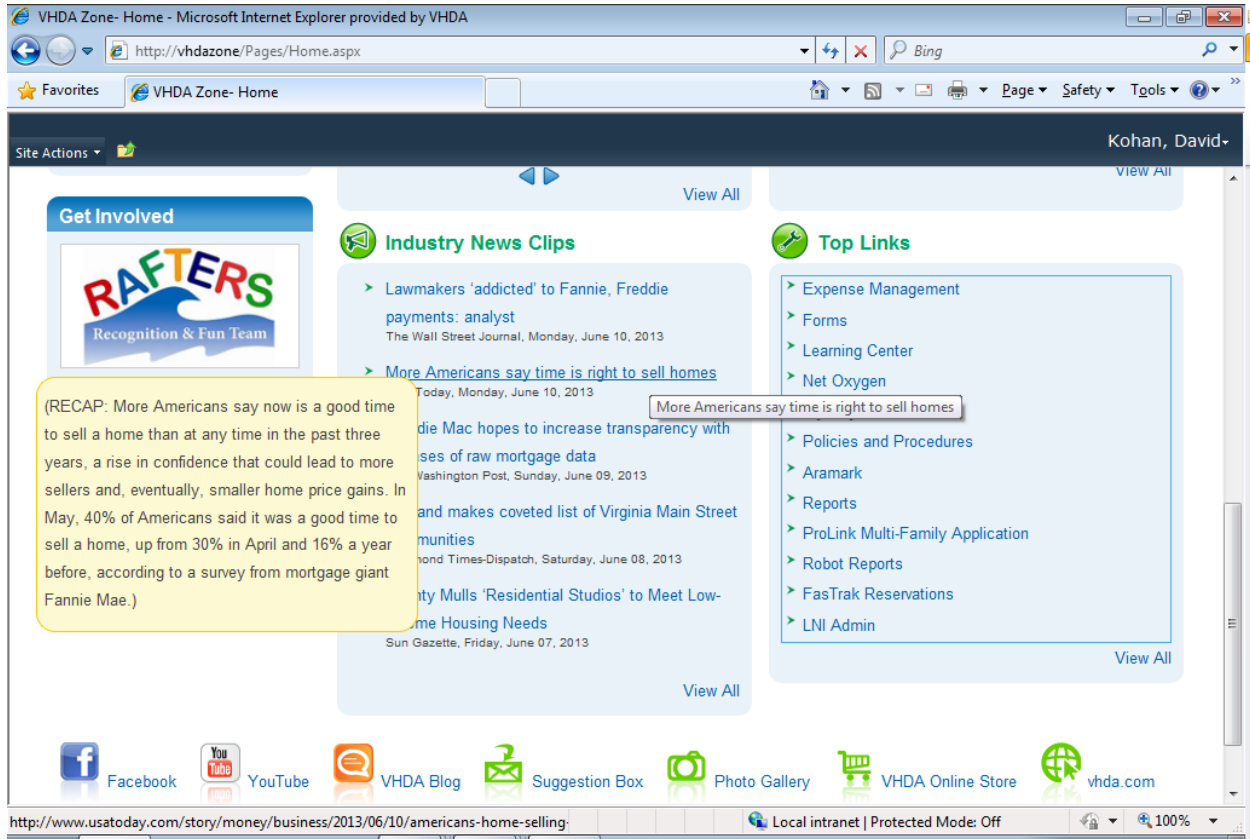 VHDA Zone- Home - Microsoft Internet Explorer provided by VHDA
http://vhdazone/Pages/Home.aspx
Bing
Favorites
VHDA Zone- Home
Page
Safety
Tools
Site Actions
Kohan, David
View All
View All
Get Involved
RAFTERS
Recognition & Fun Team
(RECAP: More Americans say now is a good time
to sell a home than at any time in the past three
years, a rise in confidence that could lead to more
sellers and, eventually, smaller home price gains. In
May, 40% of Americans said it was a good time to
sell a home, up from 30% in April and 16% a year
before, according to a survey from mortgage giant
Fannie Mae.)
Industry News Clips
Lawmakers ‘addicted’ to Fannie, Freddie
payments: analyst
The Wall Street Journal, Monday, June 10, 2013
More Americans say time is right to sell homes
Today, Monday, June 10, 2013
More Americans say time is right to sell homes
die Mac hopes to increase transparency with
ses of raw mortgage data
Washington Post, Sunday, June 09, 2013
and makes coveted list of Virginia Main Street
munities
mond Times-Dispatch, Saturday, June 08, 2013
nty Mulls ‘Residential Studios’ to Meet Low-
me Housing Needs
Sun Gazette, Friday, June 07, 2013
View All
Top Links
Expense Management
Forms
Learning Center
Net Oxygen
Policies and Procedures
Aramark
Reports
ProLink Multi-Family Application
Robot Reports
FasTrak Reservations
LNI Admin
View All
Facebook
You
Tube
YouTube
VHDA Blog
Suggestion Box
Photo Gallery
VHDA Online Store
vhda.com
http://www.usatoday.com/story/money/business/2013/06/10/americans-home-selling-
Local intranet | Protected Mode: Off
100%